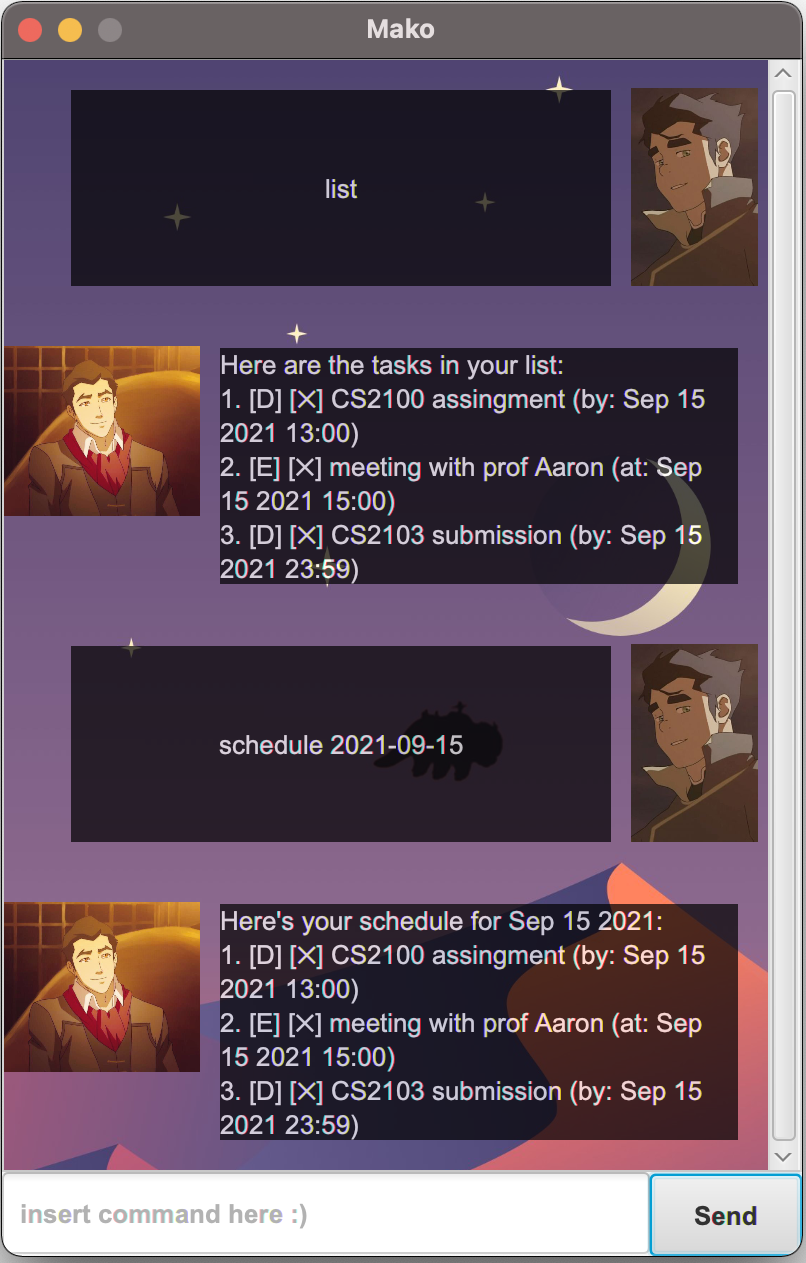 Mako
list
Here are the tasks in your list:
1. [D] [X] CS2100 assingment (by: Sep 15
2021 13:00)
2. [E] [X] meeting with prof Aaron (at: Sep
15 2021 15:00)
3. [D] [X] CS2103 submission (by: Sep 15
2021 23:59)
schedule 2021-09-15
Here's your schedule for Sep 15 2021:
1. [D] [X] CS2100 assingment (by: Sep 15
2021 13:00)
2. [E] [X] meeting with prof Aaron (at: Sep
15 2021 15:00)
3. [D] [X] CS2103 submission (by: Sep 15
2021 23:59)
insert command here :)
Send